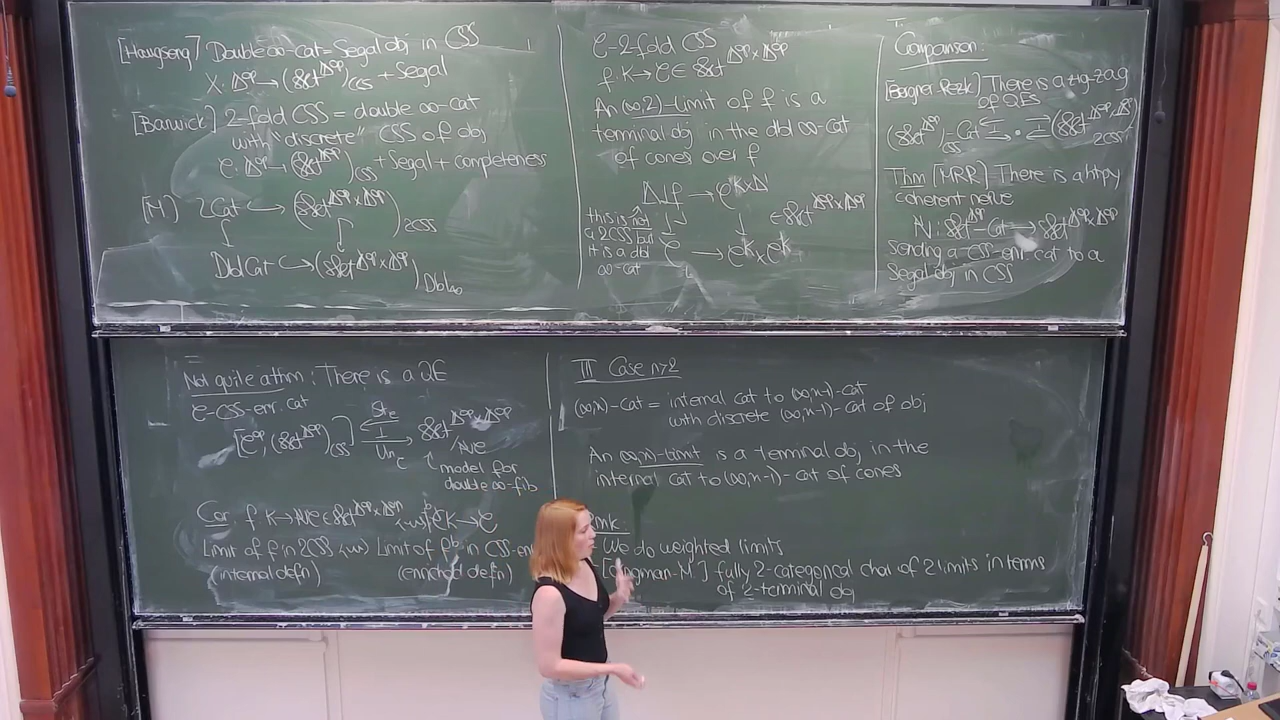 [Haugseng] Double ∞-cat = Segal obj in CSS
X: Δ^op → (sSet^Δ^op)_CSS + Segal
[Barwick] 2-fold CSS = double ∞-cat
with "discrete" CSS of obj
C: Δ^op → (sSet^Δ^op)_CSS + Segal + completeness
[M] 2Cat ↪ (sSet^Δ^op×Δ^op)_2CSS
DblCat ↪ (sSet^Δ^op×Δ^op)_Dbl∞
C - 2-fold CSS
f: K → C ∈ sSet^Δ^op×Δ^op
An (∞,2)-limit of f is a
terminal obj in the dbl ∞-cat
of cones over f
Δ↓f → C^K×Δ^1
this is not
a 2CSS but
it is a dbl
∞-cat
∈ sSet^Δ^op×Δ^op
C → C^K × C^K
I
Comparison:
[Bergner-Rezk] There is a zig-zag
of QEs
(sSet^Δ^op)_CSS-Cat ⇄ · ⇄ (sSet^Δ^op×Δ^op)_2CSS
Thm [MRR] - There is a htpy
coherent nerve
N: sSet^Δ^op-Cat → sSet^Δ^op×Δ^op
sending a CSS-enr. cat to a
Segal obj in CSS
Not quite a thm: There is a QE
C - CSS-enr. cat
[C^op, (sSet^Δ^op)_CSS] ⇄ sSet^Δ^op×Δ^op /NC
St_C
⊥
Un_C
model for
double ∞-fib
Cor: f: K → NC ∈ sSet^Δ^op×Δ^op ⟨~⟩ f^b: ℭK → C
Limit of f in 2CSS ⟨~⟩ Limit of f^b in CSS-en
(internal defn) (enriched defn)
III Case n>2
(∞,n)-cat = internal cat to (∞,n-1)-cat
with discrete (∞,n-1)-cat of obj
An (∞,n)-limit is a terminal obj in the
internal cat to (∞,n-1)-cat of cones
Rmk:
We do weighted limits
[clingman-M.] fully 2-categorical char of 2 limits in terms
of 2-terminal obj